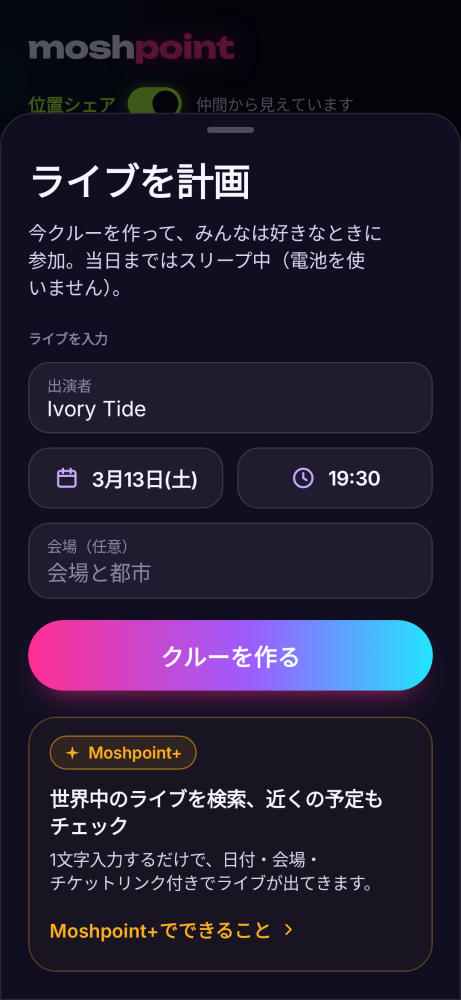 moshpoint
位置シェア 仲間から見えています
ライブを計画
今クルーを作って、みんなは好きなときに
参加。当日まではスリープ中（電池を使
いません）。
ライブを入力
出演者
Ivory Tide
3月13日(土) 19:30
会場（任意）
会場と都市
クルーを作る
Moshpoint+
世界中のライブを検索、近くの予定も
チェック
1文字入力するだけで、日付・会場・
チケットリンク付きでライブが出てきます。
Moshpoint+でできること